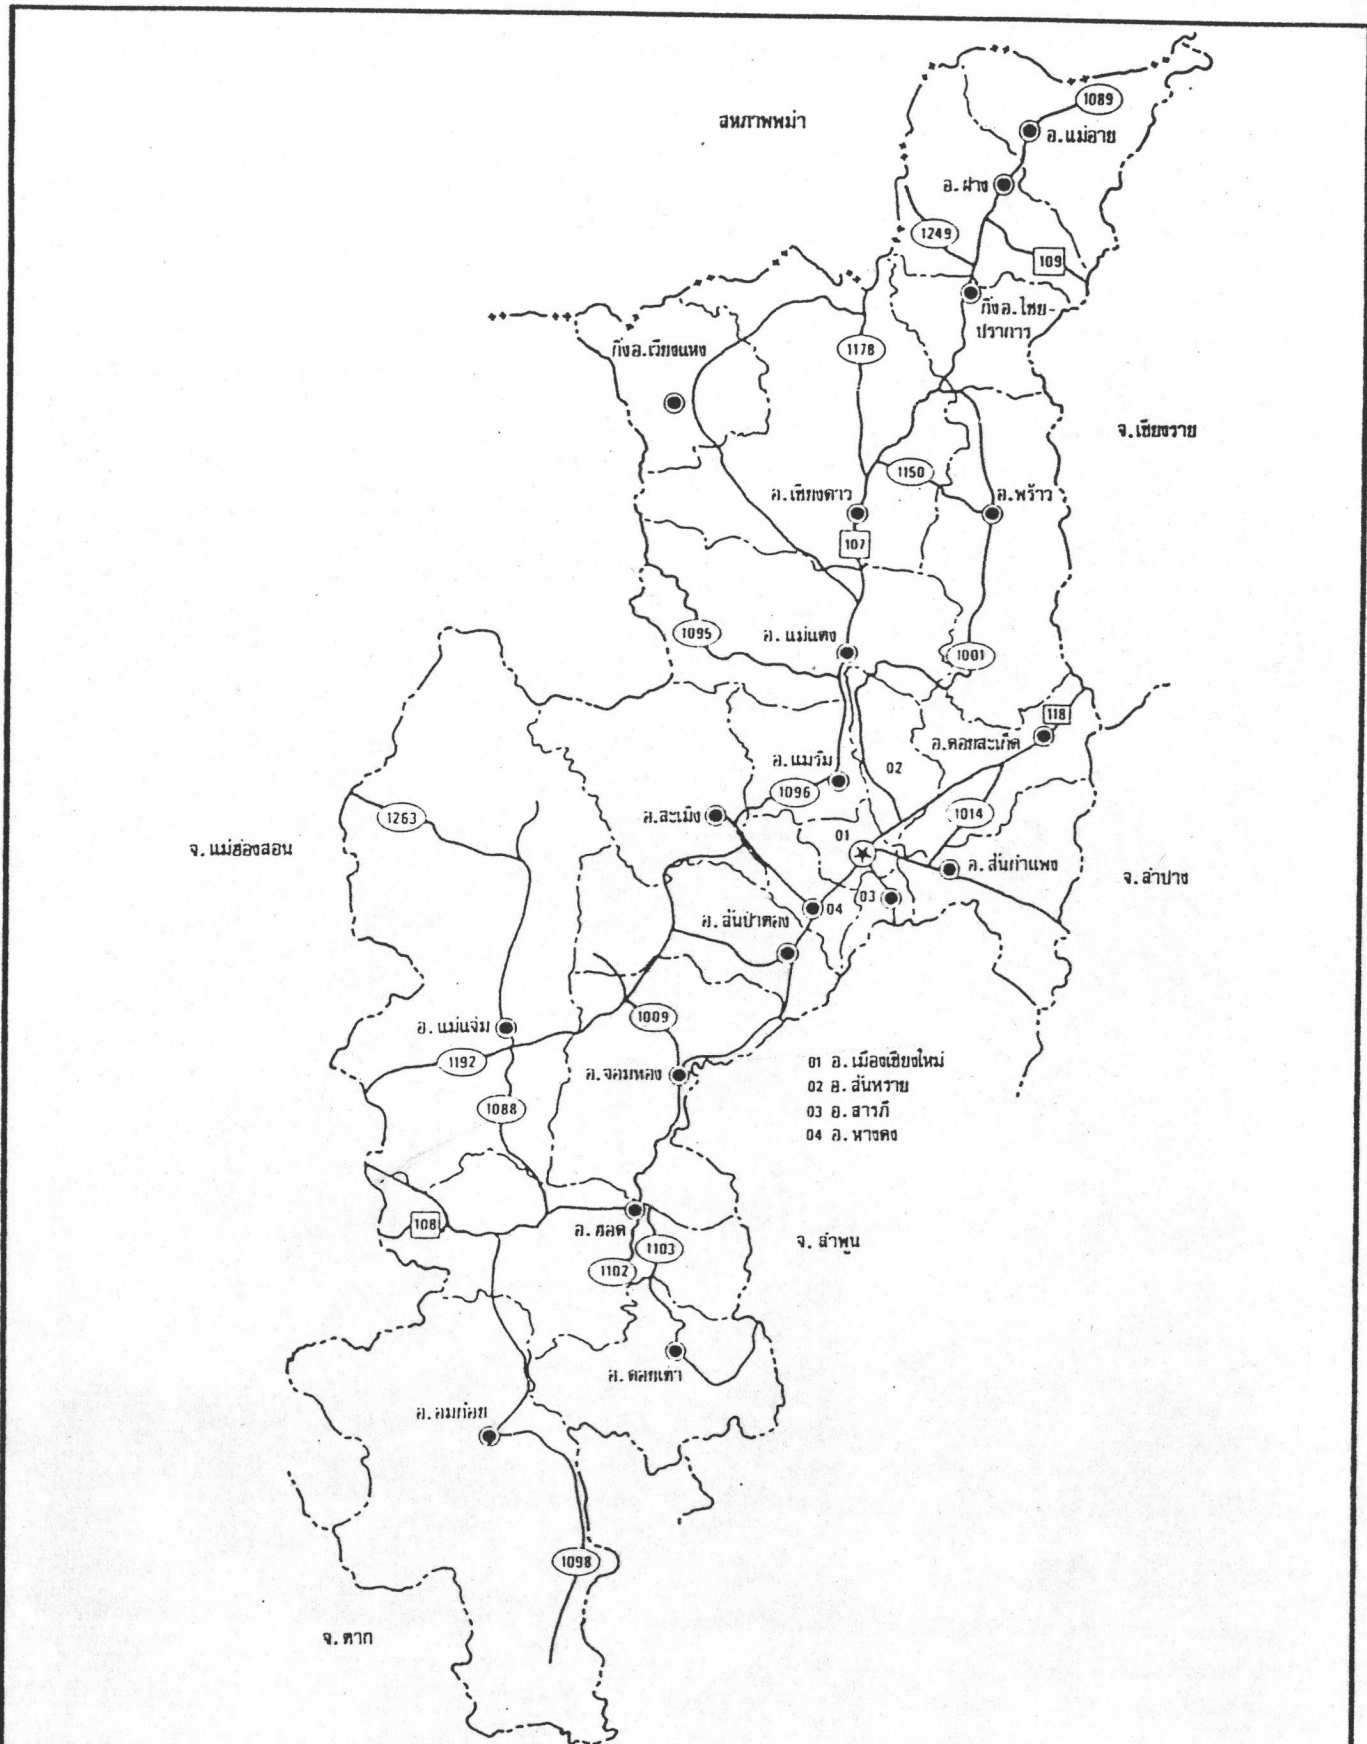 สหภาพพม่า
1089
อ.แม่อาย
อ.ฝาง
1249
109
กิ่งอ.ไชย-
ปราการ
กิ่งอ.เวียงแหง
1178
จ.เชียงราย
1150
อ.เชียงดาว
อ.พร้าว
107
1095
อ.แม่แตง
1001
118
อ.ดอยสะเก็ด
อ.แมริม
02
1096
1263
อ.สะเมิง
1014
01
จ.แม่ฮ่องสอน
อ.สันกำแพง
จ.ลำปาง
03
04
อ.สันป่าตอง
1009
อ.แม่แจ่ม
1192
อ.จอมทอง
01 อ.เมืองเชียงใหม่
02 อ.สันทราย
03 อ.สารภี
04 อ.หางดง
1088
108
อ.ฮอด
1103
จ.ลำพูน
1102
อ.ดอยเต่า
อ.อมก๋อย
1098
จ.ตาก